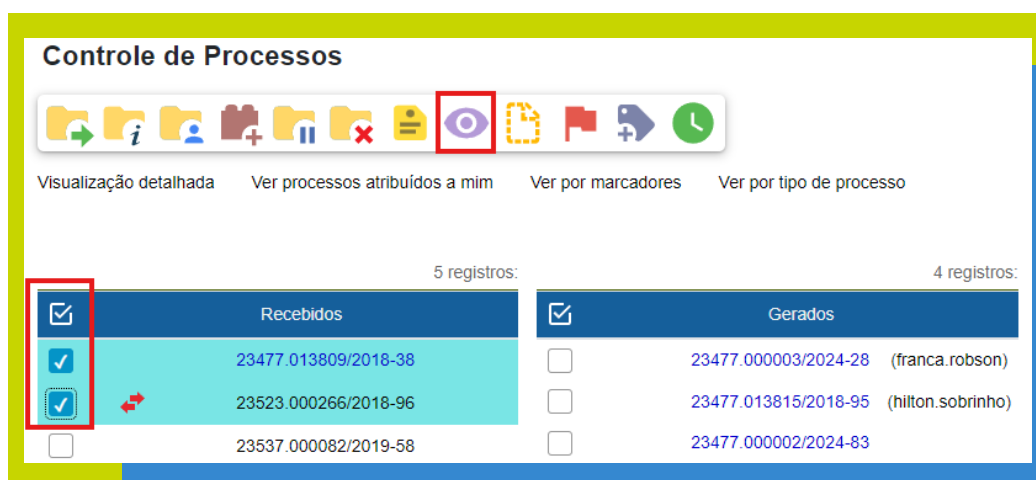 Controle de Processos
Visualização detalhada Ver processos atribuídos a mim Ver por marcadores Ver por tipo de processo
5 registros: 4 registros:
Recebidos Gerados
23477.013809/2018-38 23477.000003/2024-28 (franca.robson)
23523.000266/2018-96 23477.013815/2018-95 (hilton.sobrinho)
23537.000082/2019-58 23477.000002/2024-83